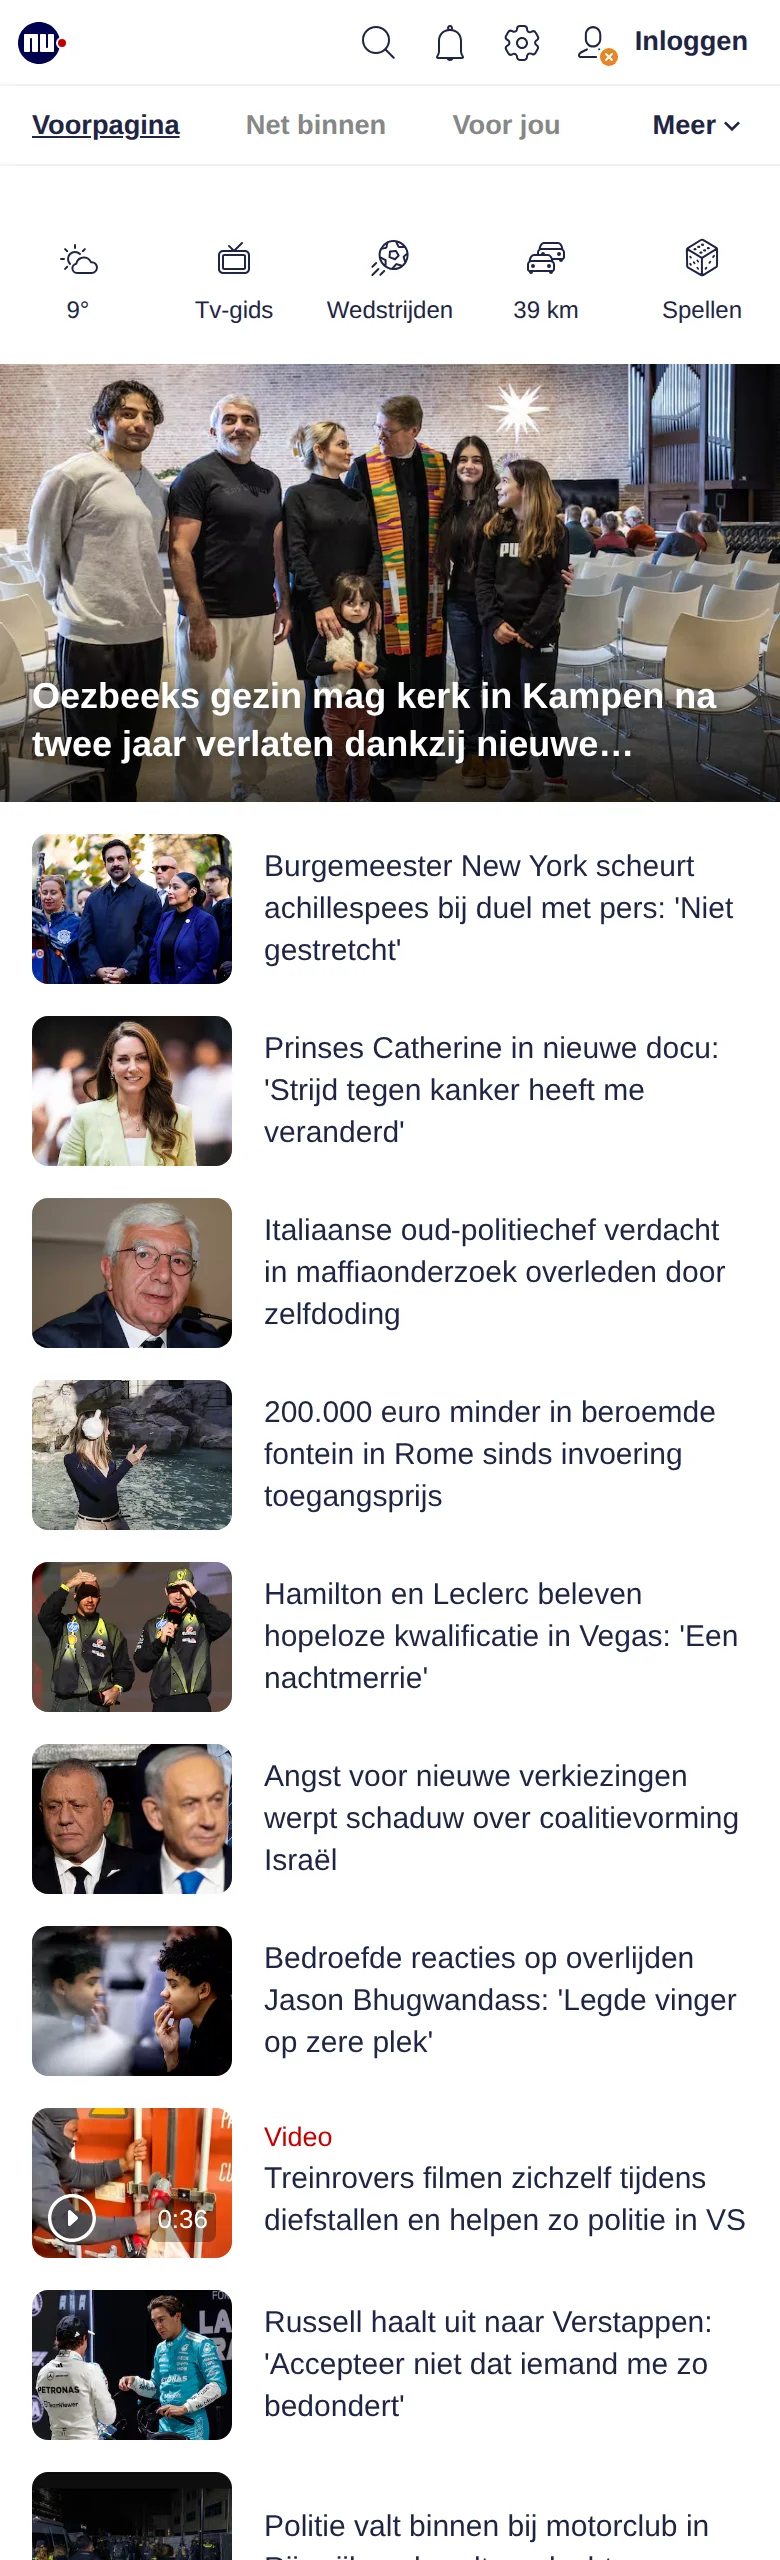 nu
Inloggen
Voorpagina
Net binnen
Voor jou
Meer
9°
Tv-gids
Wedstrijden
39 km
Spellen
PU
Oezbeeks gezin mag kerk in Kampen na
twee jaar verlaten dankzij nieuwe…
Burgemeester New York scheurt
achillespees bij duel met pers: 'Niet
gestretcht'
Prinses Catherine in nieuwe docu:
'Strijd tegen kanker heeft me
veranderd'
Italiaanse oud-politiechef verdacht
in maffiaonderzoek overleden door
zelfdoding
200.000 euro minder in beroemde
fontein in Rome sinds invoering
toegangsprijs
Hamilton en Leclerc beleven
hopeloze kwalificatie in Vegas: 'Een
nachtmerrie'
Angst voor nieuwe verkiezingen
werpt schaduw over coalitievorming
Israël
Bedroefde reacties op overlijden
Jason Bhugwandass: 'Legde vinger
op zere plek'
Video
Treinrovers filmen zichzelf tijdens
diefstallen en helpen zo politie in VS
0:36
Russell haalt uit naar Verstappen:
'Accepteer niet dat iemand me zo
bedondert'
PETRONAS
Politie valt binnen bij motorclub in